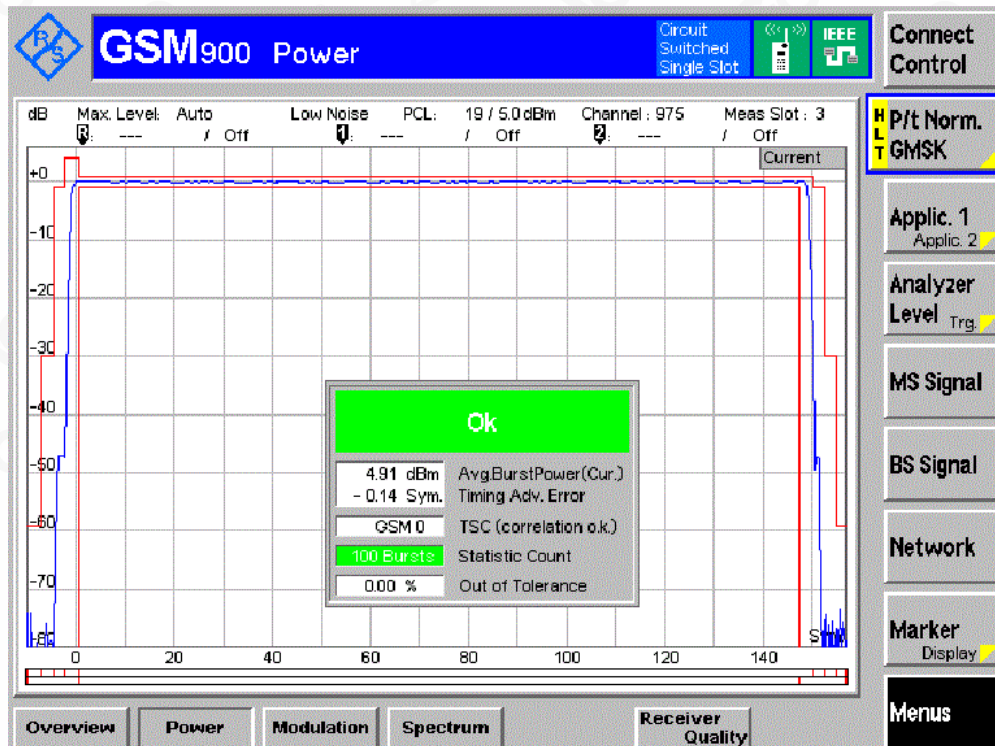 R S
GSM900 Power
Circuit
Switched
Single Slot
IEEE
Connect
Control
dB Max. Level: Auto Low Noise PCL: 19 / 5.0 dBm Channel : 975 Meas Slot : 3
R: --- / Off 1: --- / Off 2: --- / Off
Current
HLT
P/t Norm.
GMSK
Applic. 1
Applic. 2
Analyzer
Level Trg.
MS Signal
BS Signal
Network
Marker
Display
Menus
+0
-10
-20
-30
-40
-50
-60
-70
-80
Ok
4.91 dBm Avg.BurstPower(Cur.)
- 0.14 Sym. Timing Adv. Error
GSM 0 TSC (correlation o.k.)
100 Bursts Statistic Count
0.00 % Out of Tolerance
0 20 40 60 80 100 120 140
Overview Power Modulation Spectrum Receiver
Quality